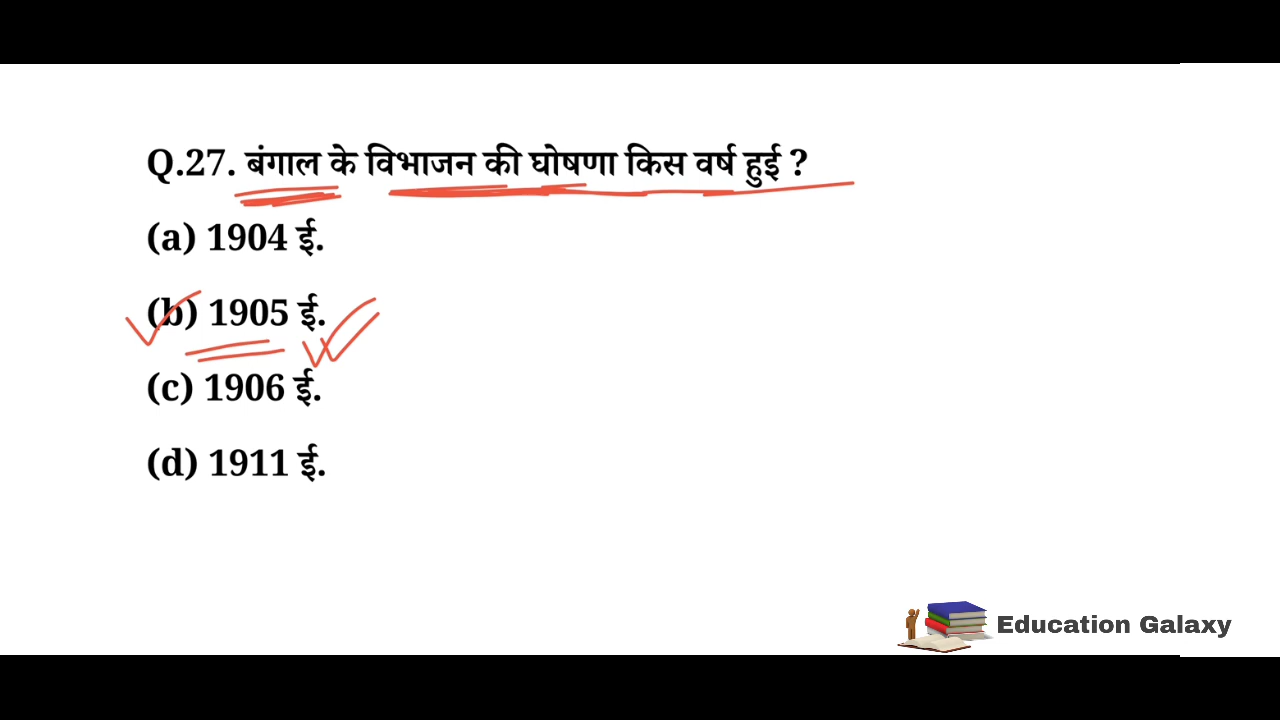 Q.27. बंगाल के विभाजन की घोषणा किस वर्ष हुई ?
(a) 1904 ई.
(b) 1905 ई.
(c) 1906 ई.
(d) 1911 ई.
Education Galaxy